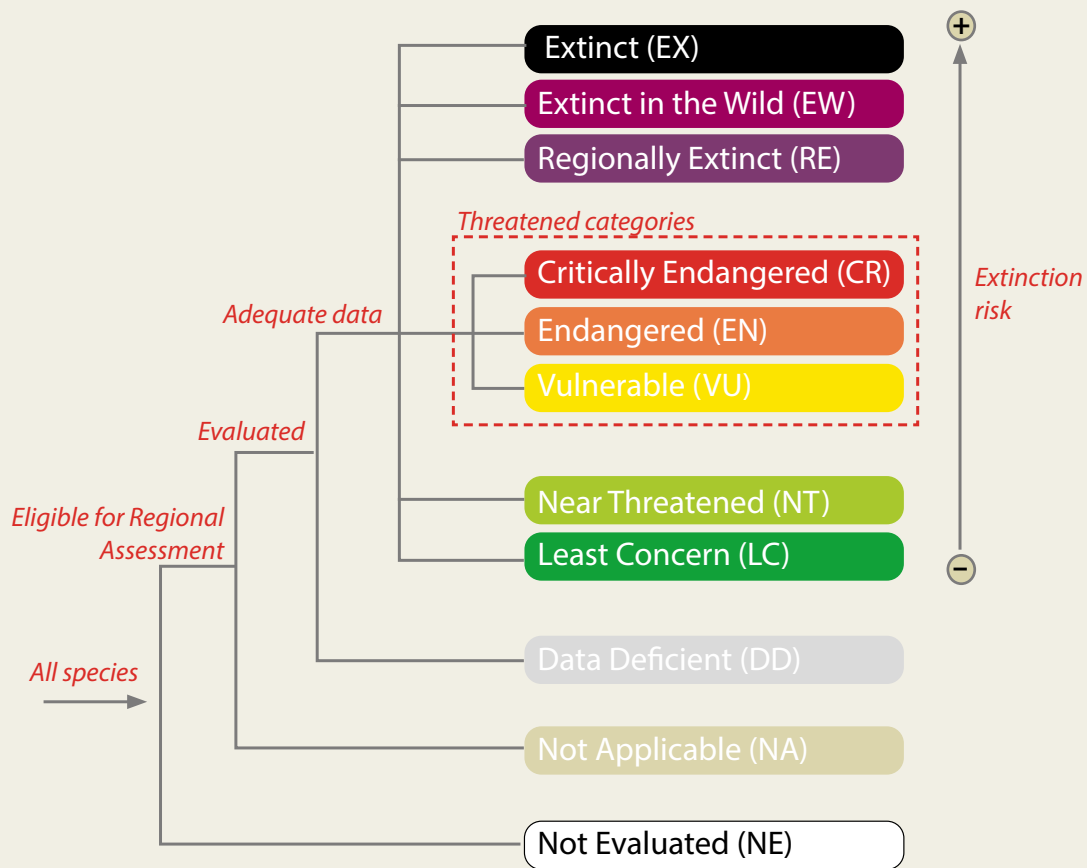 Extinct (EX)
+
Extinct in the Wild (EW)
Regionally Extinct (RE)
Threatened categories
Critically Endangered (CR)
Extinction
risk
Adequate data
Endangered (EN)
Vulnerable (VU)
Evaluated
Near Threatened (NT)
Eligible for Regional
Assessment
Least Concern (LC)
−
All species
Data Deficient (DD)
Not Applicable (NA)
Not Evaluated (NE)